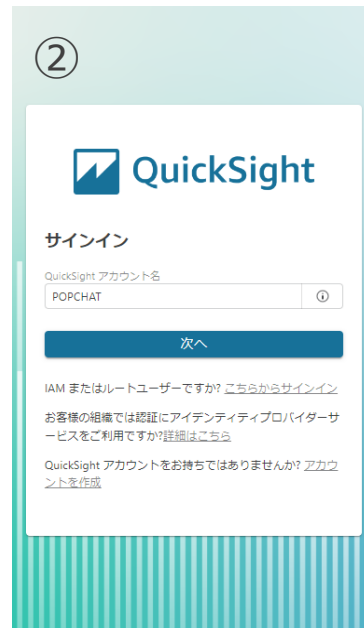 ②
QuickSight
サインイン
QuickSight アカウント名
POPCHAT
次へ
IAM またはルートユーザーですか? こちらからサインイン
お客様の組織では認証にアイデンティティプロバイダーサ
ービスをご利用ですか?詳細はこちら
QuickSight アカウントをお持ちではありませんか? アカウ
ントを作成